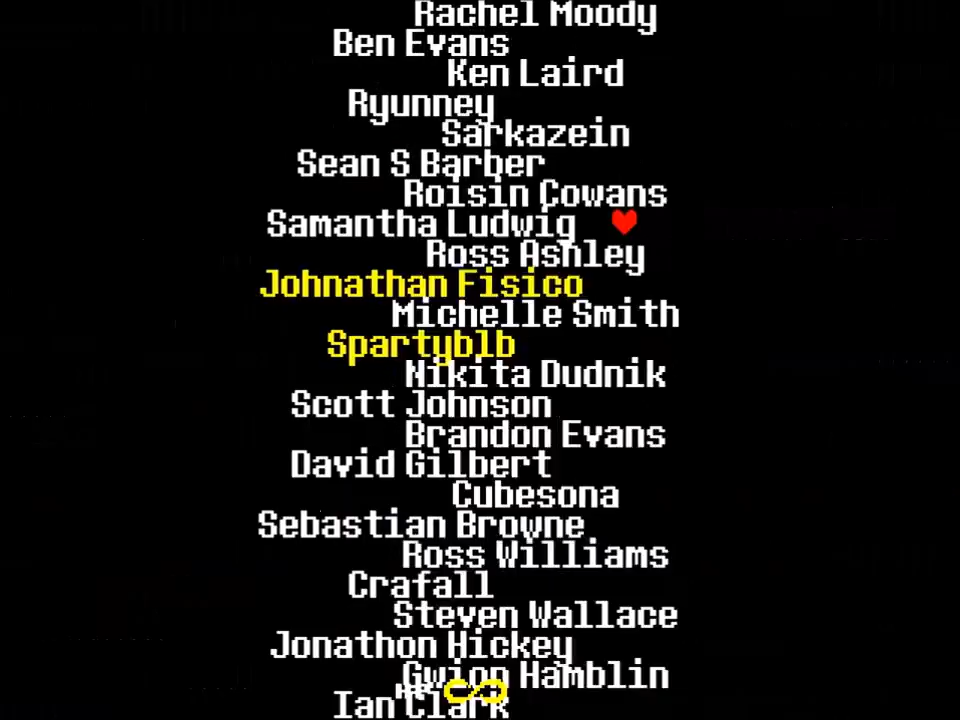 Rachel Moody
Ben Evans
Ken Laird
Ryunney
Sarkazein
Sean S Barber
Roisin Cowans
Samantha Ludwig
Ross Ashley
Johnathan Fisico
Michelle Smith
Spartyblb
Nikita Dudnik
Scott Johnson
Brandon Evans
David Gilbert
Cubesona
Sebastian Browne
Ross Williams
Crafall
Steven Wallace
Jonathon Hickey
Gwion Hamblin
HP
Ian Clark